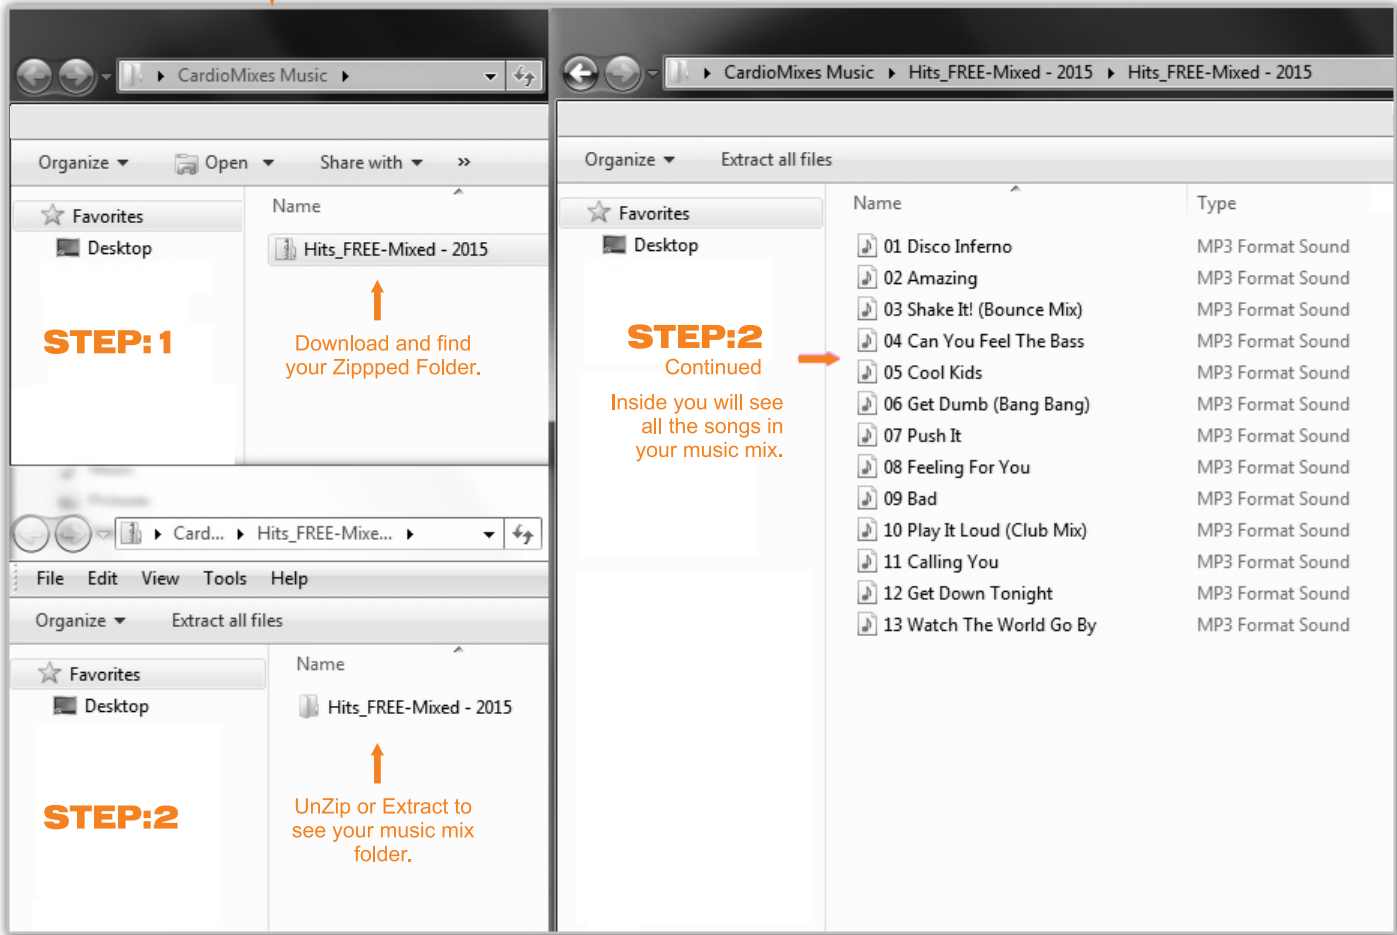 CardioMixes Music
Organize Open Share with »
Favorites
Desktop
Name
Hits_FREE-Mixed - 2015
STEP:1
Download and find
your Zippped Folder.
Card... Hits_FREE-Mixe...
File Edit View Tools Help
Organize Extract all files
Favorites
Desktop
Name
Hits_FREE-Mixed - 2015
STEP:2
UnZip or Extract to
see your music mix
folder.
CardioMixes Music Hits_FREE-Mixed - 2015 Hits_FREE-Mixed - 2015
Organize Extract all files
Favorites
Desktop
STEP:2
Continued
Inside you will see
all the songs in
your music mix.
Name Type
01 Disco Inferno MP3 Format Sound
02 Amazing MP3 Format Sound
03 Shake It! (Bounce Mix) MP3 Format Sound
04 Can You Feel The Bass MP3 Format Sound
05 Cool Kids MP3 Format Sound
06 Get Dumb (Bang Bang) MP3 Format Sound
07 Push It MP3 Format Sound
08 Feeling For You MP3 Format Sound
09 Bad MP3 Format Sound
10 Play It Loud (Club Mix) MP3 Format Sound
11 Calling You MP3 Format Sound
12 Get Down Tonight MP3 Format Sound
13 Watch The World Go By MP3 Format Sound